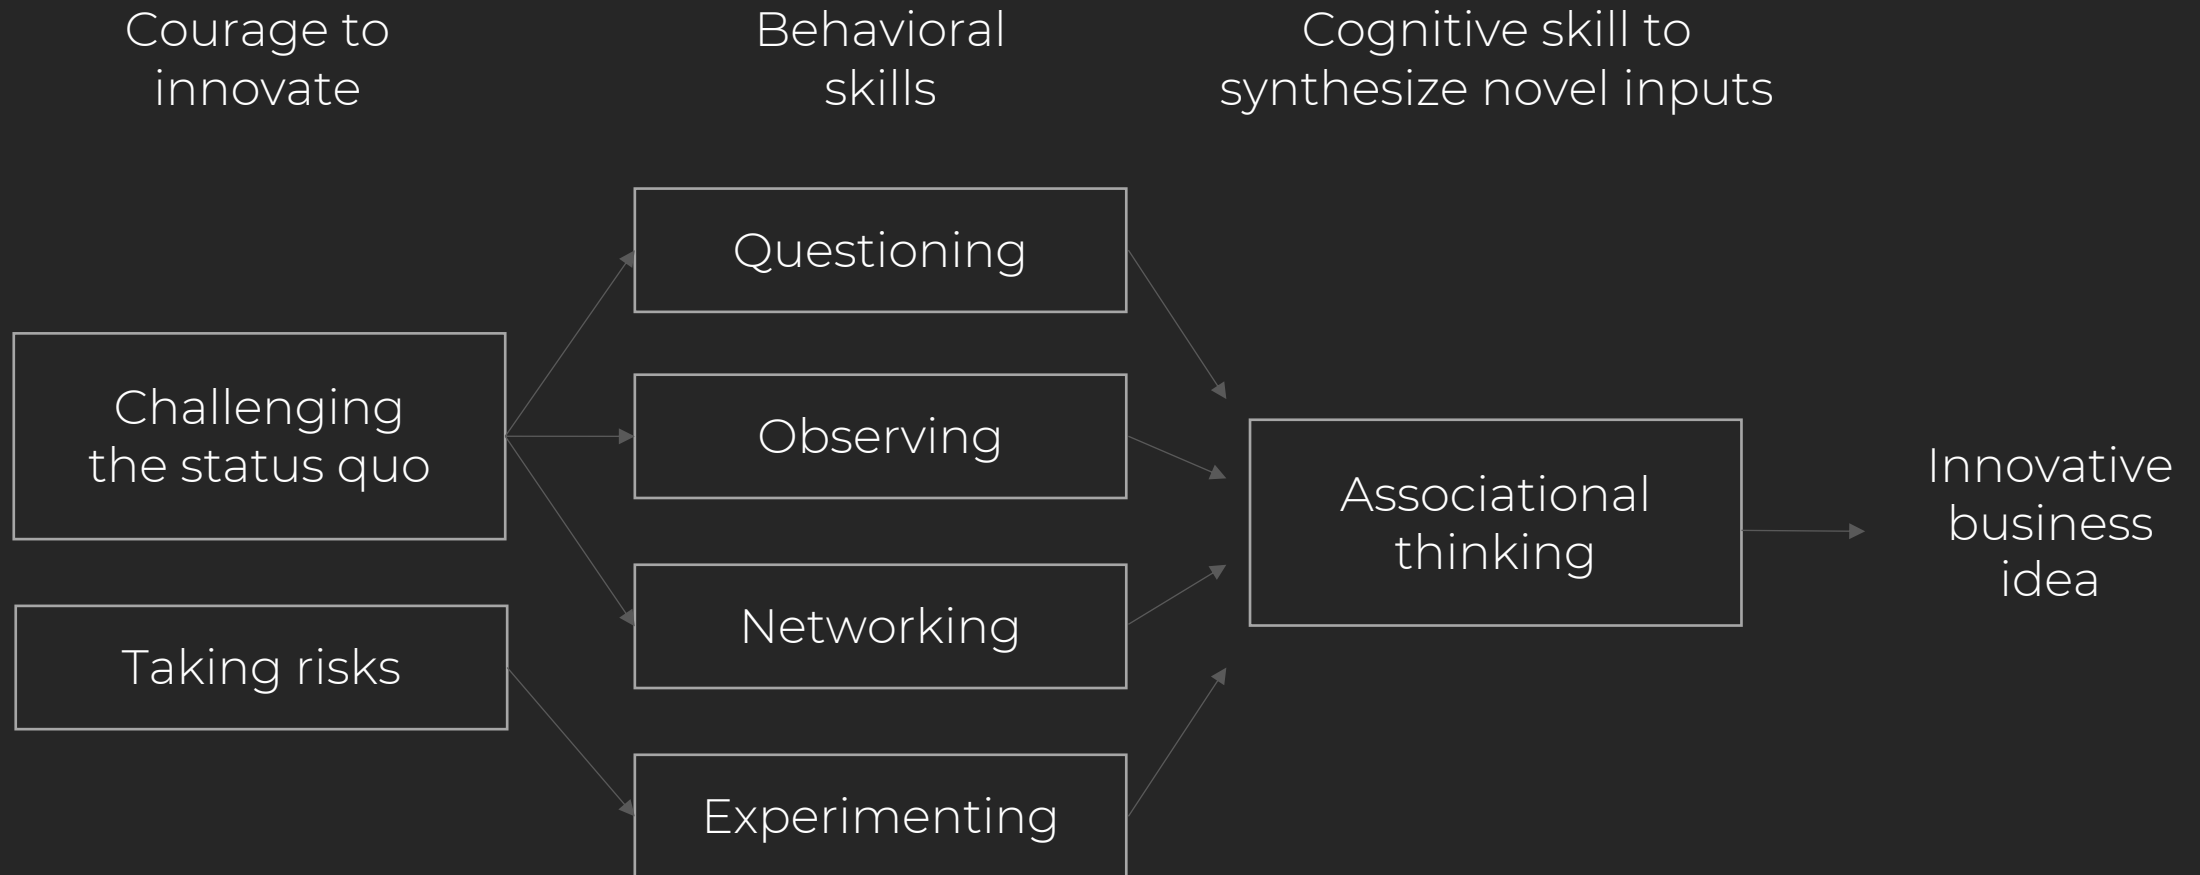 Courage to
innovate
Behavioral
skills
Cognitive skill to
synthesize novel inputs
Challenging
the status quo
Taking risks
Questioning
Observing
Networking
Experimenting
Associational
thinking
Innovative
business
idea